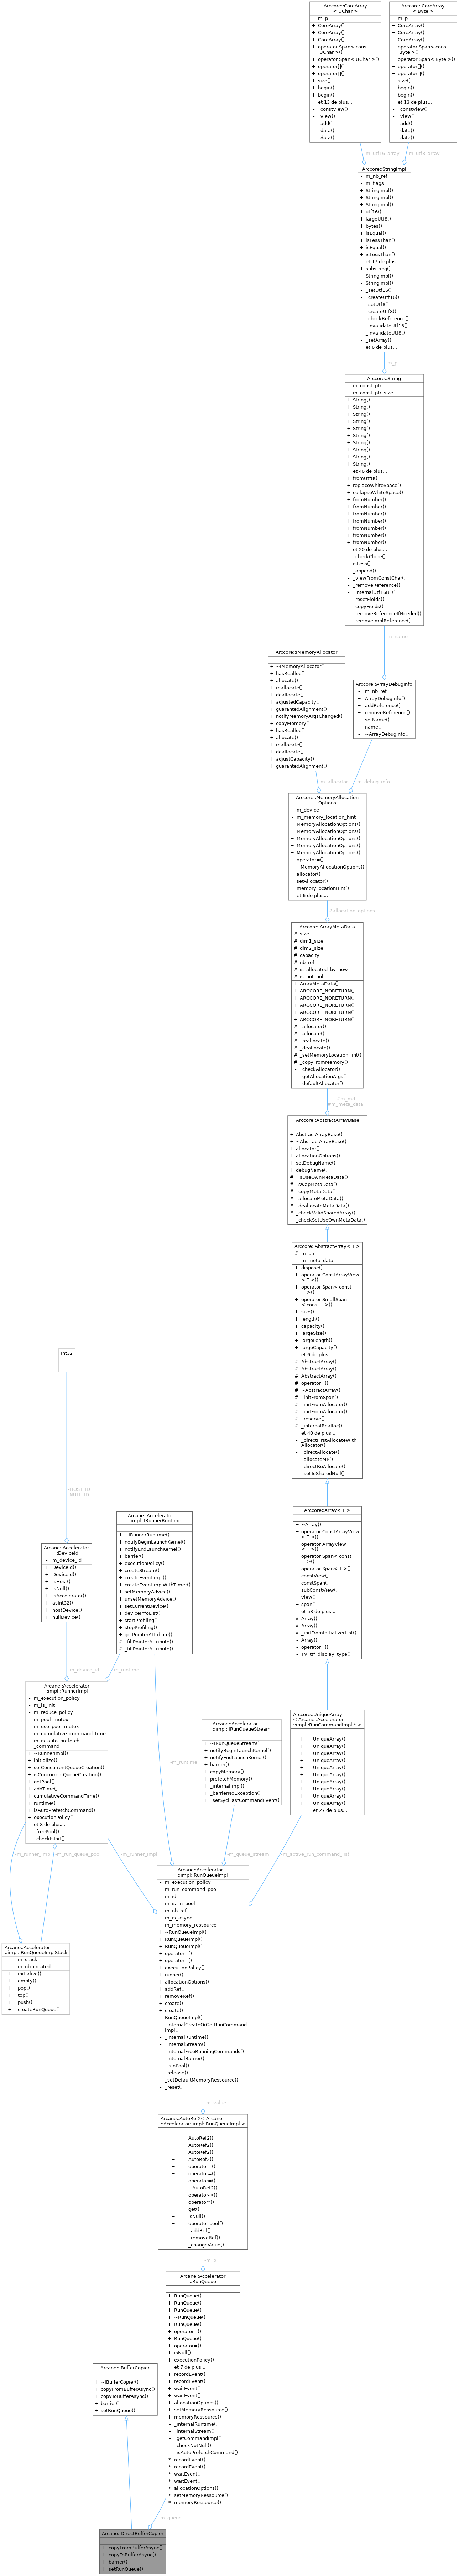 Arccore::CoreArray
< UChar >
- m_p
+ CoreArray()
+ CoreArray()
+ CoreArray()
+ operator Span< const
UChar >()
+ operator Span< UChar >()
+ operator[]()
+ operator[]()
+ size()
+ begin()
+ begin()
et 13 de plus...
- _constView()
- _view()
- _add()
- _data()
- _data()
Arccore::CoreArray
< Byte >
- m_p
+ CoreArray()
+ CoreArray()
+ CoreArray()
+ operator Span< const
Byte >()
+ operator Span< Byte >()
+ operator[]()
+ operator[]()
+ size()
+ begin()
+ begin()
et 13 de plus...
- _constView()
- _view()
- _add()
- _data()
- _data()
-m_utf16_array
-m_utf8_array
Arccore::StringImpl
- m_nb_ref
- m_flags
+ StringImpl()
+ StringImpl()
+ StringImpl()
+ utf16()
+ largeUtf8()
+ bytes()
+ isEqual()
+ isLessThan()
+ isEqual()
+ isLessThan()
et 17 de plus...
+ substring()
- StringImpl()
- StringImpl()
- _setUtf16()
- _createUtf16()
- _setUtf8()
- _createUtf8()
- _checkReference()
- _invalidateUtf16()
- _invalidateUtf8()
- _setArray()
et 6 de plus...
-m_p
Arccore::String
- m_const_ptr
- m_const_ptr_size
+ String()
+ String()
+ String()
+ String()
+ String()
+ String()
+ String()
+ String()
+ String()
+ String()
et 46 de plus...
+ fromUtf8()
+ replaceWhiteSpace()
+ collapseWhiteSpace()
+ fromNumber()
+ fromNumber()
+ fromNumber()
+ fromNumber()
+ fromNumber()
+ fromNumber()
+ fromNumber()
et 20 de plus...
- _checkClone()
- isLess()
- _append()
- _viewFromConstChar()
- _removeReference()
- _internalUtf16BE()
- _resetFields()
- _copyFields()
- _removeReferenceIfNeeded()
- _removeImplReference()
-m_name
Arccore::IMemoryAllocator
+ ~IMemoryAllocator()
+ hasRealloc()
+ allocate()
+ reallocate()
+ deallocate()
+ adjustedCapacity()
+ guarantedAlignment()
+ notifyMemoryArgsChanged()
+ copyMemory()
+ hasRealloc()
+ allocate()
+ reallocate()
+ deallocate()
+ adjustCapacity()
+ guarantedAlignment()
Arccore::ArrayDebugInfo
- m_nb_ref
+ ArrayDebugInfo()
+ addReference()
+ removeReference()
+ setName()
+ name()
- ~ArrayDebugInfo()
-m_allocator
-m_debug_info
Arccore::MemoryAllocation
Options
- m_device
- m_memory_location_hint
+ MemoryAllocationOptions()
+ MemoryAllocationOptions()
+ MemoryAllocationOptions()
+ MemoryAllocationOptions()
+ MemoryAllocationOptions()
+ operator=()
+ ~MemoryAllocationOptions()
+ allocator()
+ setAllocator()
+ memoryLocationHint()
et 6 de plus...
#allocation_options
Arccore::ArrayMetaData
# size
# dim1_size
# dim2_size
# capacity
# nb_ref
# is_allocated_by_new
# is_not_null
+ ArrayMetaData()
+ ARCCORE_NORETURN()
+ ARCCORE_NORETURN()
+ ARCCORE_NORETURN()
+ ARCCORE_NORETURN()
+ ARCCORE_NORETURN()
# _allocator()
# _allocate()
# _reallocate()
# _deallocate()
# _setMemoryLocationHint()
# _copyFromMemory()
- _checkAllocator()
- _getAllocationArgs()
- _defaultAllocator()
#m_md
#m_meta_data
Arccore::AbstractArrayBase
+ AbstractArrayBase()
+ ~AbstractArrayBase()
+ allocator()
+ allocationOptions()
+ setDebugName()
+ debugName()
# _isUseOwnMetaData()
# _swapMetaData()
# _copyMetaData()
# _allocateMetaData()
# _deallocateMetaData()
# _checkValidSharedArray()
- _checkSetUseOwnMetaData()
Arccore::AbstractArray< T >
# m_ptr
- m_meta_data
+ dispose()
+ operator ConstArrayView
< T >()
+ operator Span< const
T >()
+ operator SmallSpan
< const T >()
+ size()
+ length()
+ capacity()
+ largeSize()
+ largeLength()
+ largeCapacity()
et 6 de plus...
# AbstractArray()
# AbstractArray()
# AbstractArray()
# operator=()
# ~AbstractArray()
# _initFromSpan()
# _initFromAllocator()
# _initFromAllocator()
# _reserve()
# _internalRealloc()
et 40 de plus...
- _directFirstAllocateWith
Allocator()
- _directAllocate()
- _allocateMP()
- _directReAllocate()
- _setToSharedNull()
Arccore::Array< T >
+ ~Array()
+ operator ConstArrayView
< T >()
+ operator ArrayView
< T >()
+ operator Span< const
T >()
+ operator Span< T >()
+ constView()
+ constSpan()
+ subConstView()
+ view()
+ span()
et 53 de plus...
# Array()
# Array()
# _initFromInitializerList()
- Array()
- operator=()
- TV_ttf_display_type()
Int32
-HOST_ID
-NULL_ID
Arcane::Accelerator
::DeviceId
- m_device_id
+ DeviceId()
+ DeviceId()
+ isHost()
+ isNull()
+ isAccelerator()
+ asInt32()
+ hostDevice()
+ nullDevice()
Arcane::Accelerator
::impl::IRunnerRuntime
+ ~IRunnerRuntime()
+ notifyBeginLaunchKernel()
+ notifyEndLaunchKernel()
+ barrier()
+ executionPolicy()
+ createStream()
+ createEventImpl()
+ createEventImplWithTimer()
+ setMemoryAdvice()
+ unsetMemoryAdvice()
+ setCurrentDevice()
+ deviceInfoList()
+ startProfiling()
+ stopProfiling()
+ getPointerAttribute()
# _fillPointerAttribute()
# _fillPointerAttribute()
-m_device_id
-m_runtime
Arcane::Accelerator
::impl::RunnerImpl
- m_execution_policy
- m_is_init
- m_reduce_policy
- m_pool_mutex
- m_use_pool_mutex
- m_cumulative_command_time
- m_is_auto_prefetch
_command
+ ~RunnerImpl()
+ initialize()
+ setConcurrentQueueCreation()
+ isConcurrentQueueCreation()
+ getPool()
+ addTime()
+ cumulativeCommandTime()
+ runtime()
+ isAutoPrefetchCommand()
+ executionPolicy()
et 8 de plus...
- _freePool()
- _checkIsInit()
-m_runtime
Arcane::Accelerator
::impl::IRunQueueStream
+ ~IRunQueueStream()
+ notifyBeginLaunchKernel()
+ notifyEndLaunchKernel()
+ barrier()
+ copyMemory()
+ prefetchMemory()
+ _internalImpl()
+ _barrierNoException()
+ _setSyclLastCommandEvent()
Arccore::UniqueArray
< Arcane::Accelerator
::impl::RunCommandImpl * >
+ UniqueArray()
+ UniqueArray()
+ UniqueArray()
+ UniqueArray()
+ UniqueArray()
+ UniqueArray()
+ UniqueArray()
+ UniqueArray()
+ UniqueArray()
+ UniqueArray()
et 27 de plus...
-m_runner_impl
-m_run_queue_pool
-m_runner_impl
-m_queue_stream
-m_active_run_command_list
Arcane::Accelerator
::impl::RunQueueImplStack
- m_stack
- m_nb_created
+ initialize()
+ empty()
+ pop()
+ top()
+ push()
+ createRunQueue()
Arcane::Accelerator
::impl::RunQueueImpl
- m_execution_policy
- m_run_command_pool
- m_id
- m_is_in_pool
- m_nb_ref
- m_is_async
- m_memory_ressource
+ ~RunQueueImpl()
+ RunQueueImpl()
+ RunQueueImpl()
+ operator=()
+ operator=()
+ executionPolicy()
+ runner()
+ allocationOptions()
+ addRef()
+ removeRef()
+ create()
+ create()
- RunQueueImpl()
- _internalCreateOrGetRunCommand
Impl()
- _internalRuntime()
- _internalStream()
- _internalFreeRunningCommands()
- _internalBarrier()
- _isInPool()
- _release()
- _setDefaultMemoryRessource()
- _reset()
-m_value
Arcane::AutoRef2< Arcane
::Accelerator::impl::RunQueueImpl >
+ AutoRef2()
+ AutoRef2()
+ AutoRef2()
+ AutoRef2()
+ operator=()
+ operator=()
+ operator=()
+ ~AutoRef2()
+ operator->()
+ operator*()
+ get()
+ isNull()
+ operator bool()
- _addRef()
- _removeRef()
- _changeValue()
-m_p
Arcane::Accelerator
::RunQueue
+ RunQueue()
+ RunQueue()
+ RunQueue()
+ ~RunQueue()
+ RunQueue()
+ operator=()
+ RunQueue()
+ operator=()
+ isNull()
+ executionPolicy()
et 7 de plus...
+ recordEvent()
+ recordEvent()
+ waitEvent()
+ waitEvent()
+ allocationOptions()
+ setMemoryRessource()
+ memoryRessource()
- _internalRuntime()
- _internalStream()
- _getCommandImpl()
- _checkNotNull()
- _isAutoPrefetchCommand()
* recordEvent()
* recordEvent()
* waitEvent()
* waitEvent()
* allocationOptions()
* setMemoryRessource()
* memoryRessource()
Arcane::IBufferCopier
+ ~IBufferCopier()
+ copyFromBufferAsync()
+ copyToBufferAsync()
+ barrier()
+ setRunQueue()
-m_queue
Arcane::DirectBufferCopier
+ copyFromBufferAsync()
+ copyToBufferAsync()
+ barrier()
+ setRunQueue()